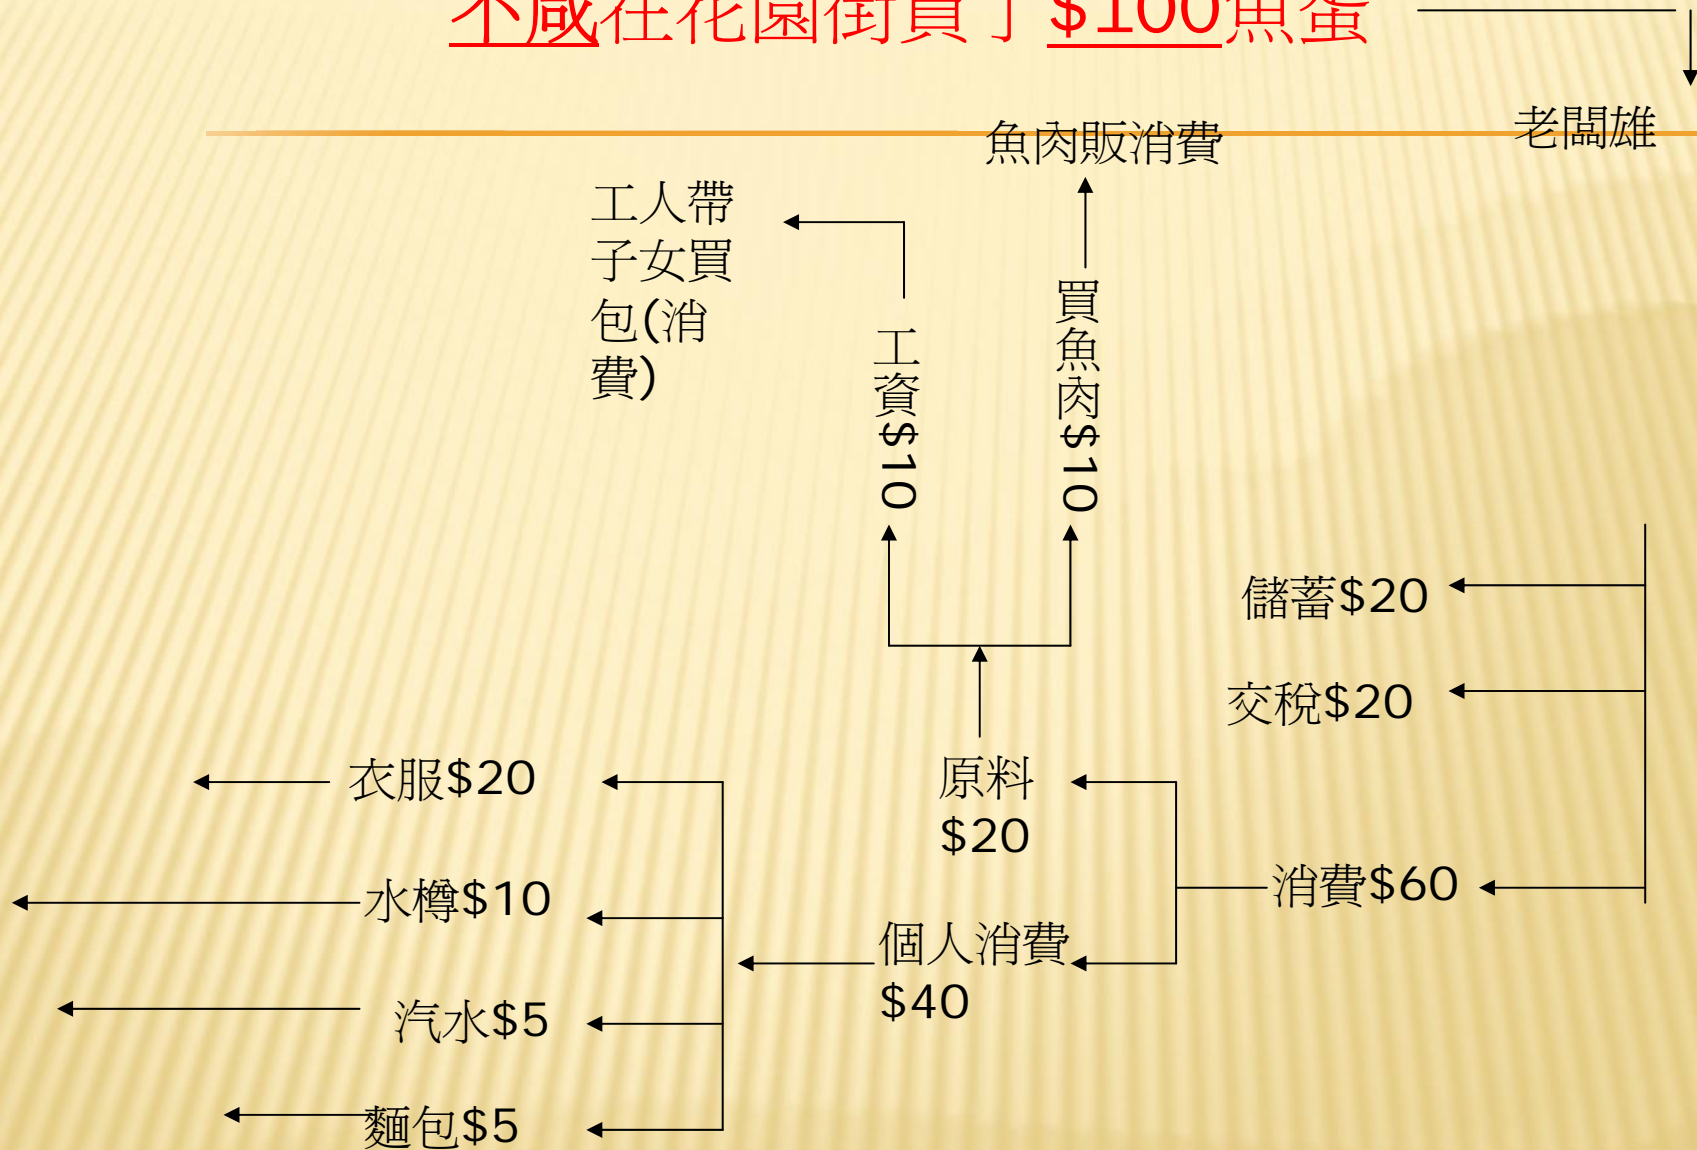 不咸在花園街買了$100魚蛋
老闆雄
魚肉販消費
工人帶
子女買
包(消
費)
工資$10
買魚肉$10
儲蓄$20
交稅$20
衣服$20
原料
$20
水樽$10
消費$60
個人消費
$40
汽水$5
麵包$5